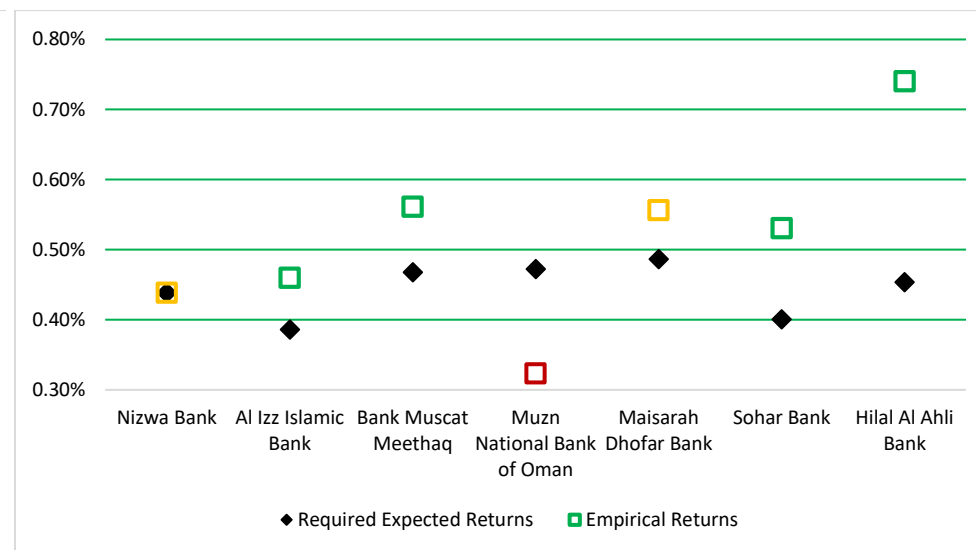 0.80%
0.70%
0.60%
0.50%
0.40%
0.30%
Nizwa Bank
Al Izz Islamic
Bank
Bank Muscat
Meethaq
Muzn
National Bank
of Oman
Maisarah
Dhofar Bank
Sohar Bank
Hilal Al Ahli
Bank
Required Expected Returns
Empirical Returns